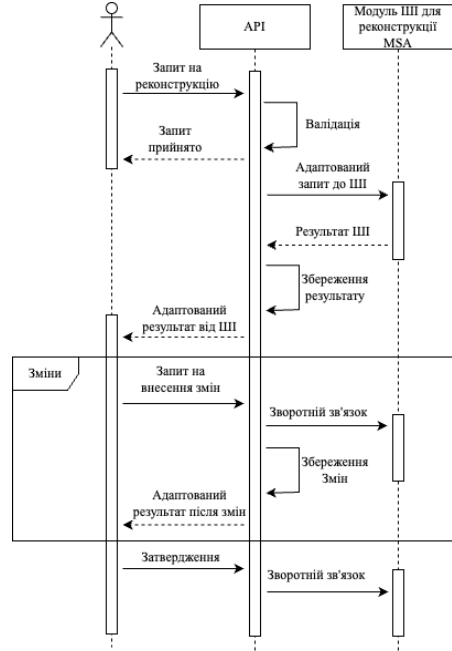 API
Модуль ШІ для
реконструкції
MSA
Запит на
реконструкцію
Валідація
Запит
прийнято
Адаптований
запит до ШІ
Результат ШІ
Збереження
результату
Адаптований
результат від ШІ
Зміни
Запит на
внесення змін
Зворотній зв'язок
Збереження
Змін
Адаптований
результат після змін
Затвердження
Зворотній зв'язок